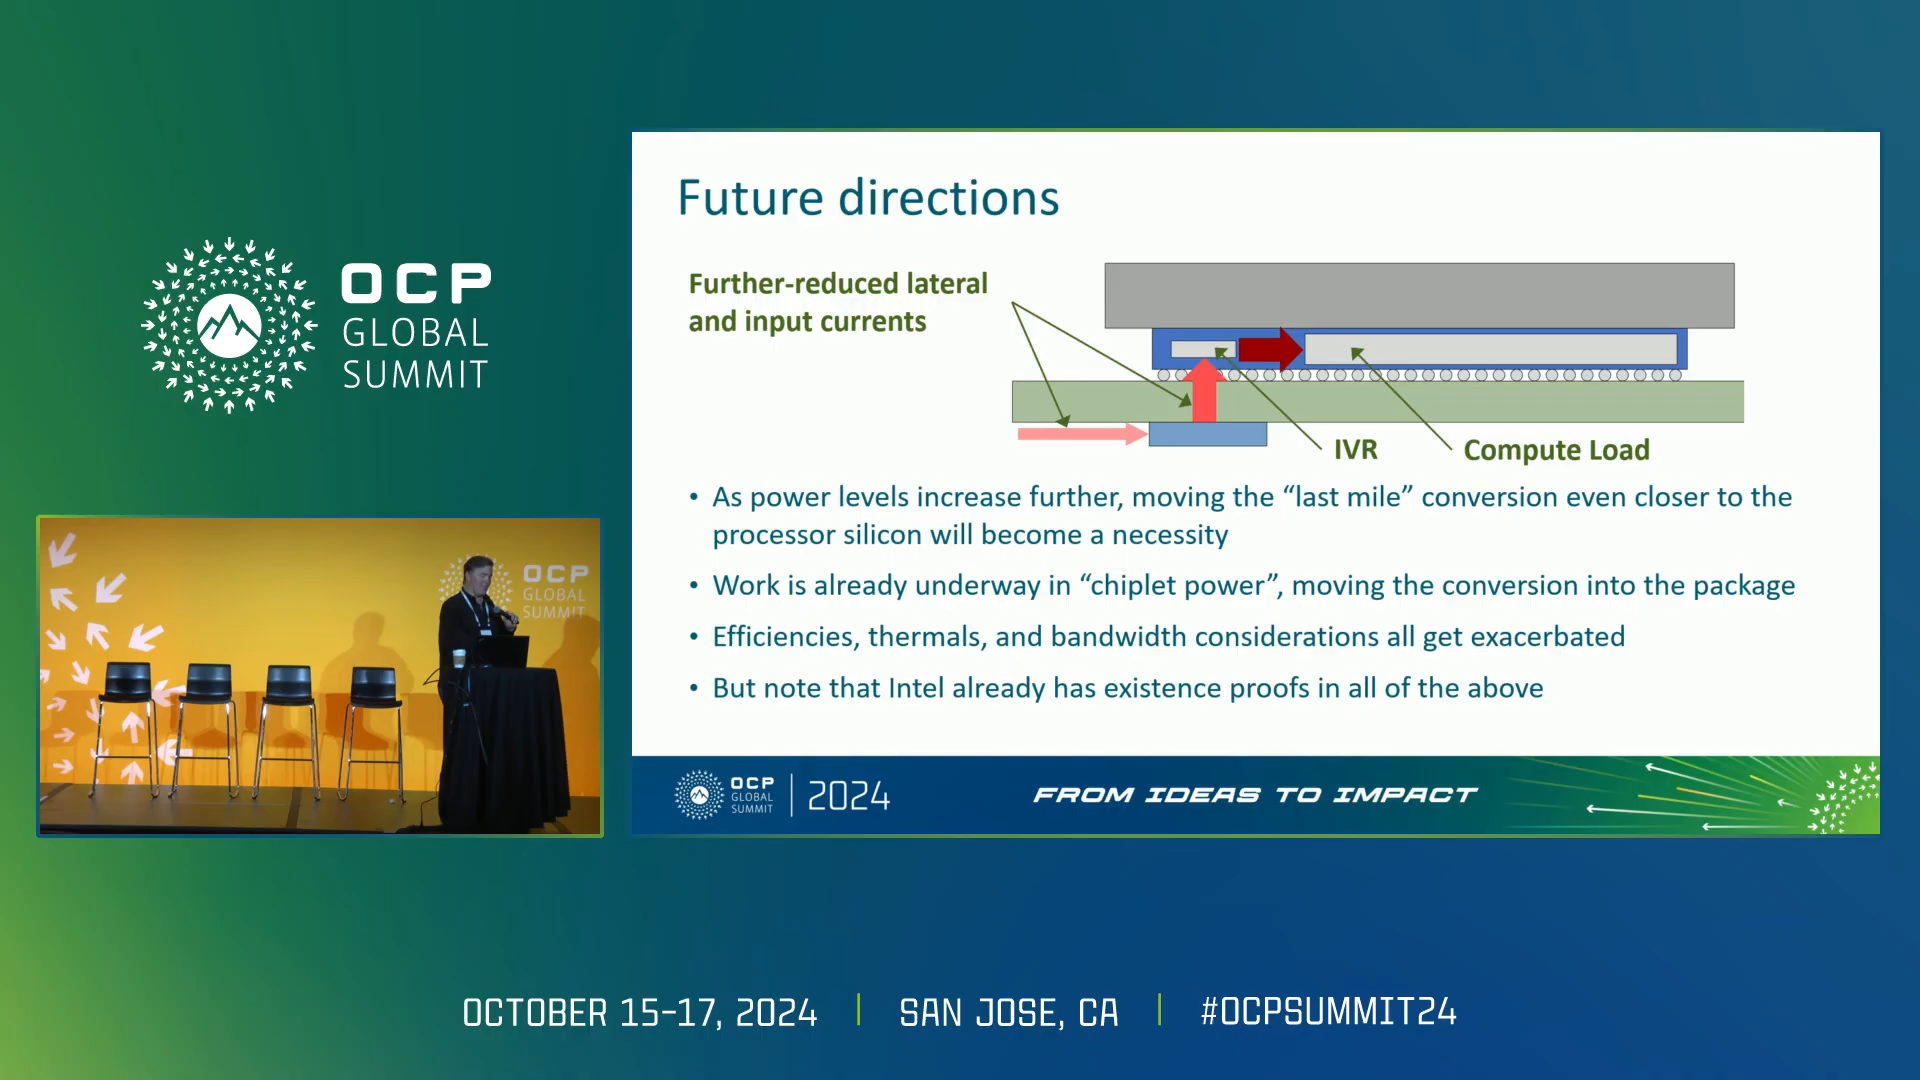 OCP
GLOBAL
SUMMIT
OCP
GLOBAL
SUMMIT
Future directions
Further-reduced lateral
and input currents
IVR
Compute Load
• As power levels increase further, moving the “last mile” conversion even closer to the
processor silicon will become a necessity
• Work is already underway in “chiplet power”, moving the conversion into the package
• Efficiencies, thermals, and bandwidth considerations all get exacerbated
• But note that Intel already has existence proofs in all of the above
OCP
GLOBAL
SUMMIT
2024
FROM IDEAS TO IMPACT
OCTOBER 15-17, 2024 | SAN JOSE, CA | #OCPSUMMIT24